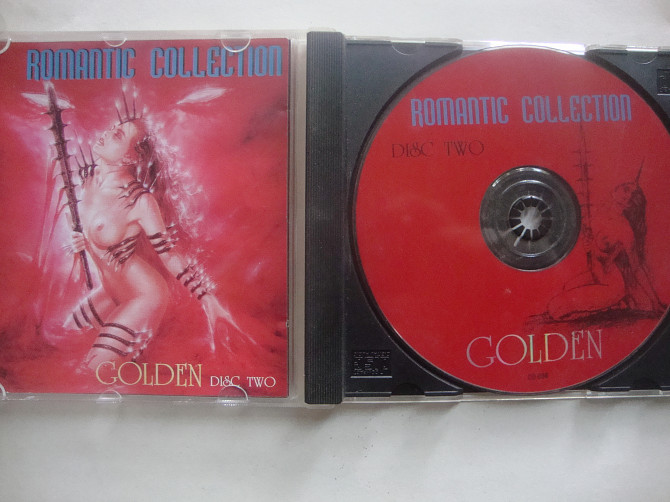 ROMANTIC COLLECTION
GOLDEN DISC TWO
ROMANTIC COLLECTION
DISC TWO
GOLDEN